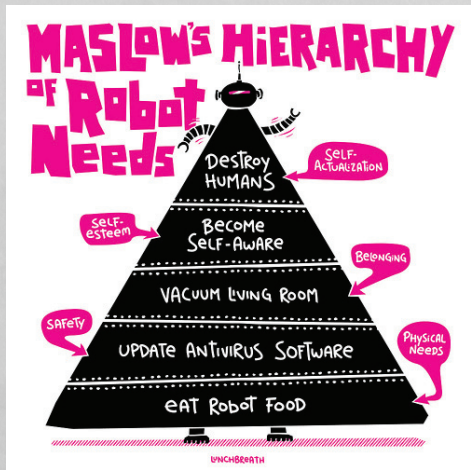 MASLOW'S HIERARCHY
OF ROBOT
NEEDS
DESTROY
HUMANS
SELF-
ACTUALIZATION
SELF-
ESTEEM
BECOME
SELF-AWARE
BELONGING
VACUUM LIVING ROOM
SAFETY
UPDATE ANTIVIRUS SOFTWARE
PHYSICAL
NEEDS
EAT ROBOT FOOD
LUNCHBREATH